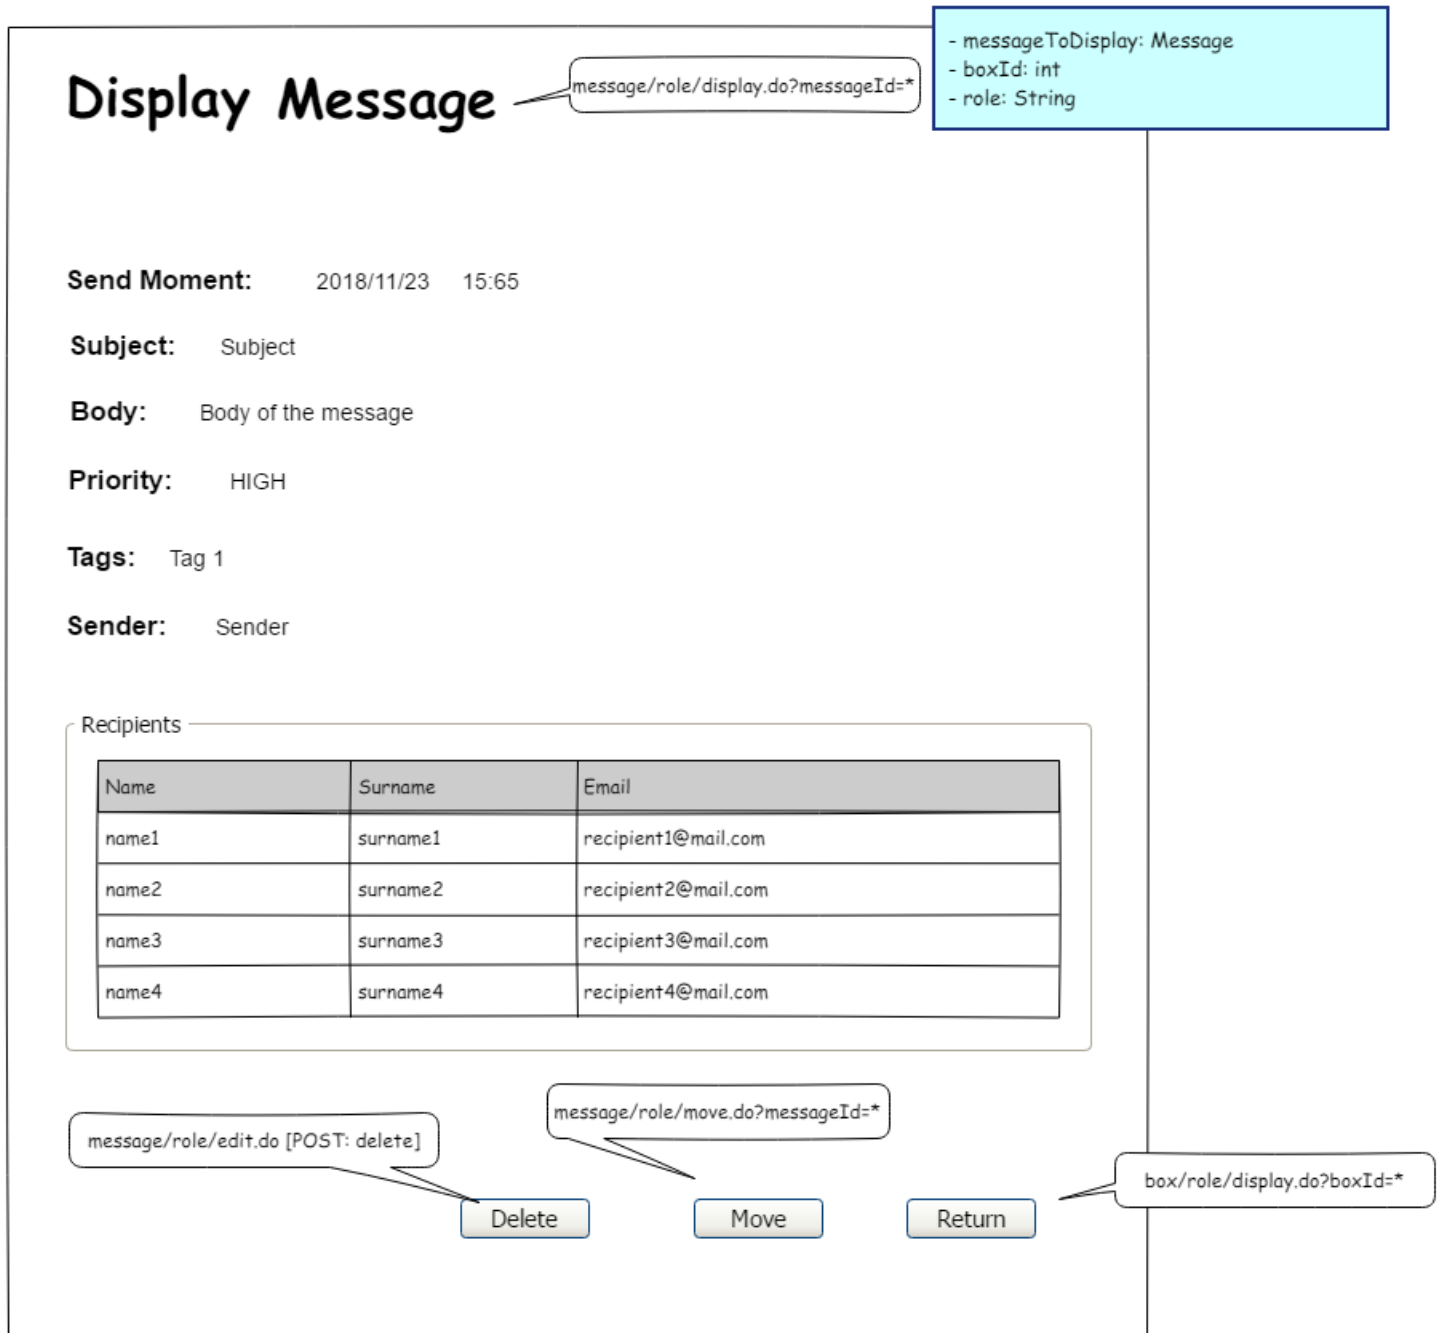 - messageToDisplay: Message
- boxId: int
- role: String
Display Message
message/role/display.do?messageId=*
Send Moment: 2018/11/23 15:65
Subject: Subject
Body: Body of the message
Priority: HIGH
Tags: Tag 1
Sender: Sender
Recipients
Name Surname Email
name1 surname1 recipient1@mail.com
name2 surname2 recipient2@mail.com
name3 surname3 recipient3@mail.com
name4 surname4 recipient4@mail.com
message/role/move.do?messageId=*
message/role/edit.do [POST: delete]
box/role/display.do?boxId=*
Delete Move Return